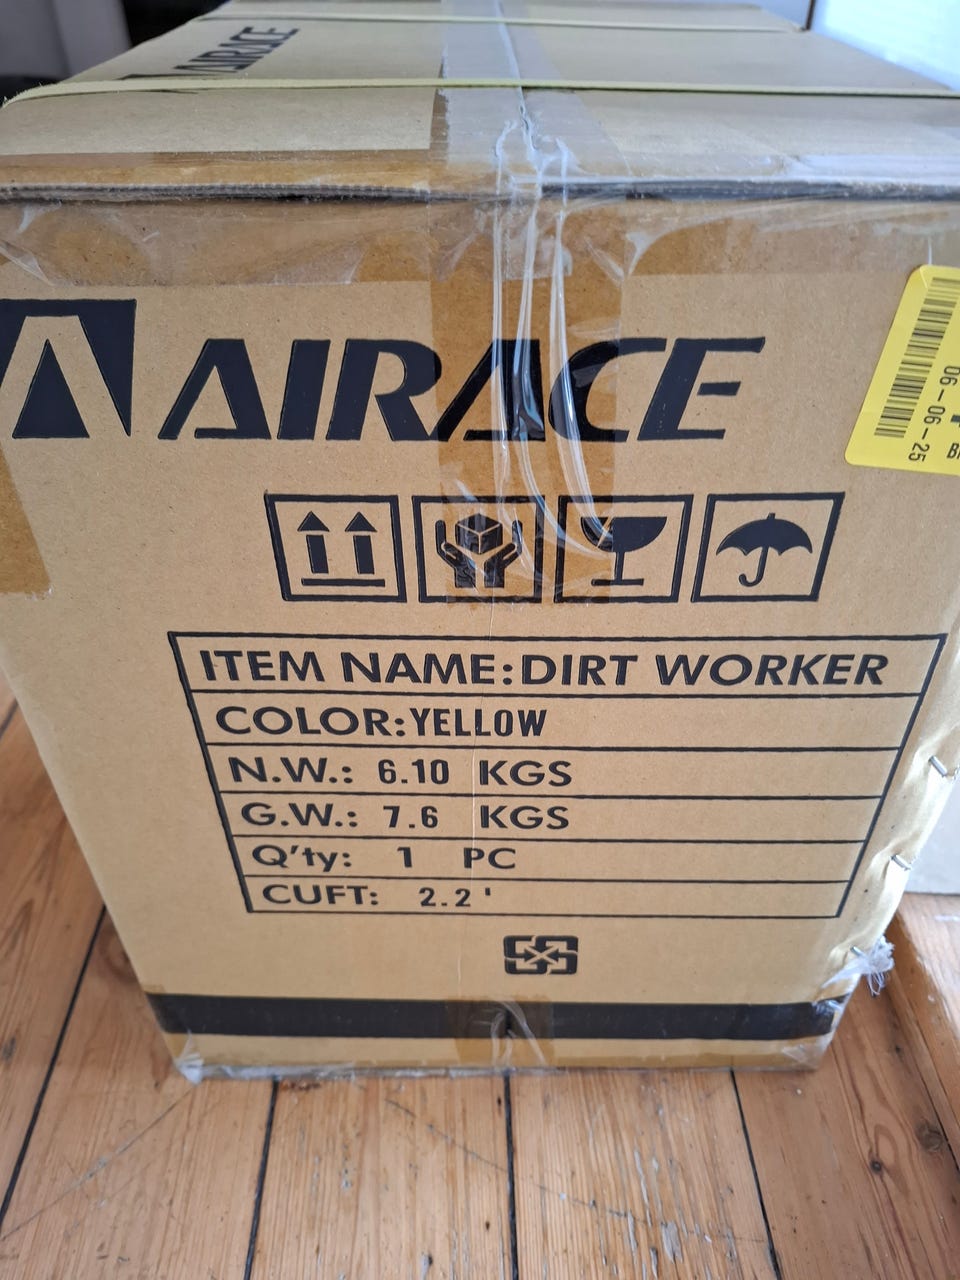 AIRACE
AIRACE
06-06-25
ITEM NAME:DIRT WORKER
COLOR:YELLOW
N.W.: 6.10 KGS
G.W.: 7.6 KGS
Q'ty: 1 PC
CUFT: 2.2 '